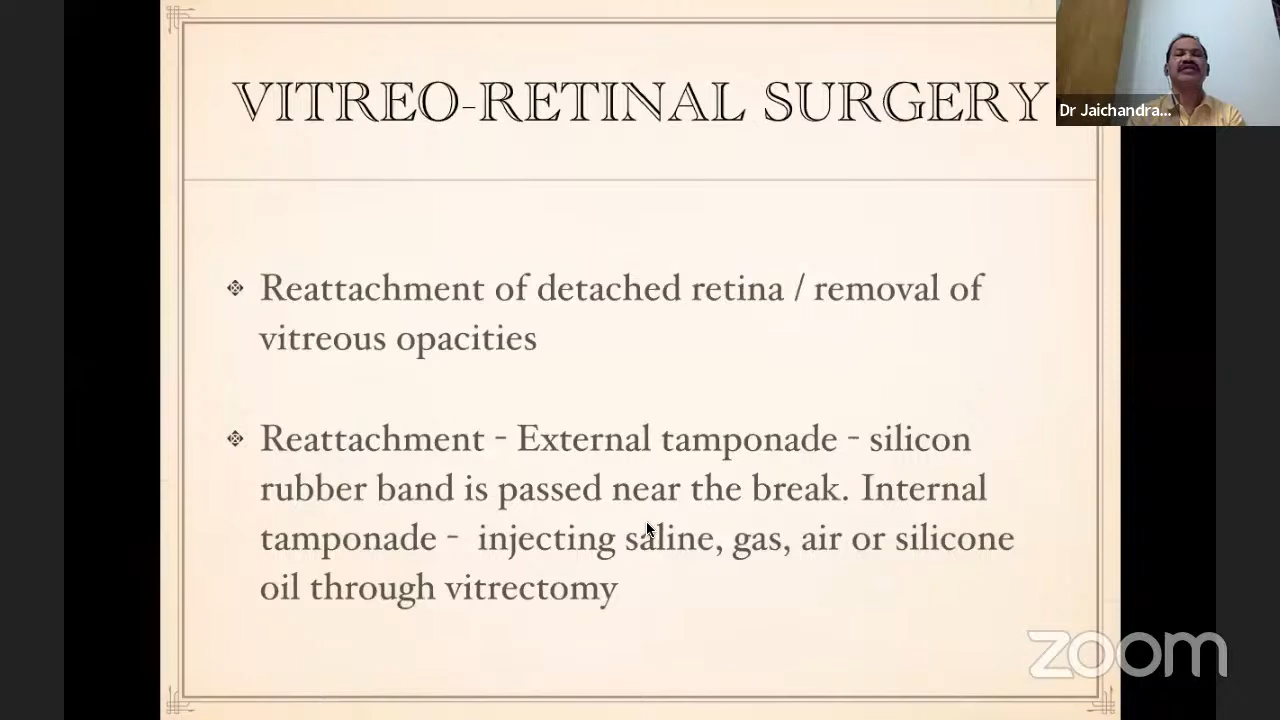 VITREO-RETINAL SURGERY
Dr Jaichandra...
Reattachment of detached retina / removal of
vitreous opacities
Reattachment - External tamponade - silicon
rubber band is passed near the break. Internal
tamponade - injecting saline, gas, air or silicone
oil through vitrectomy
zoom